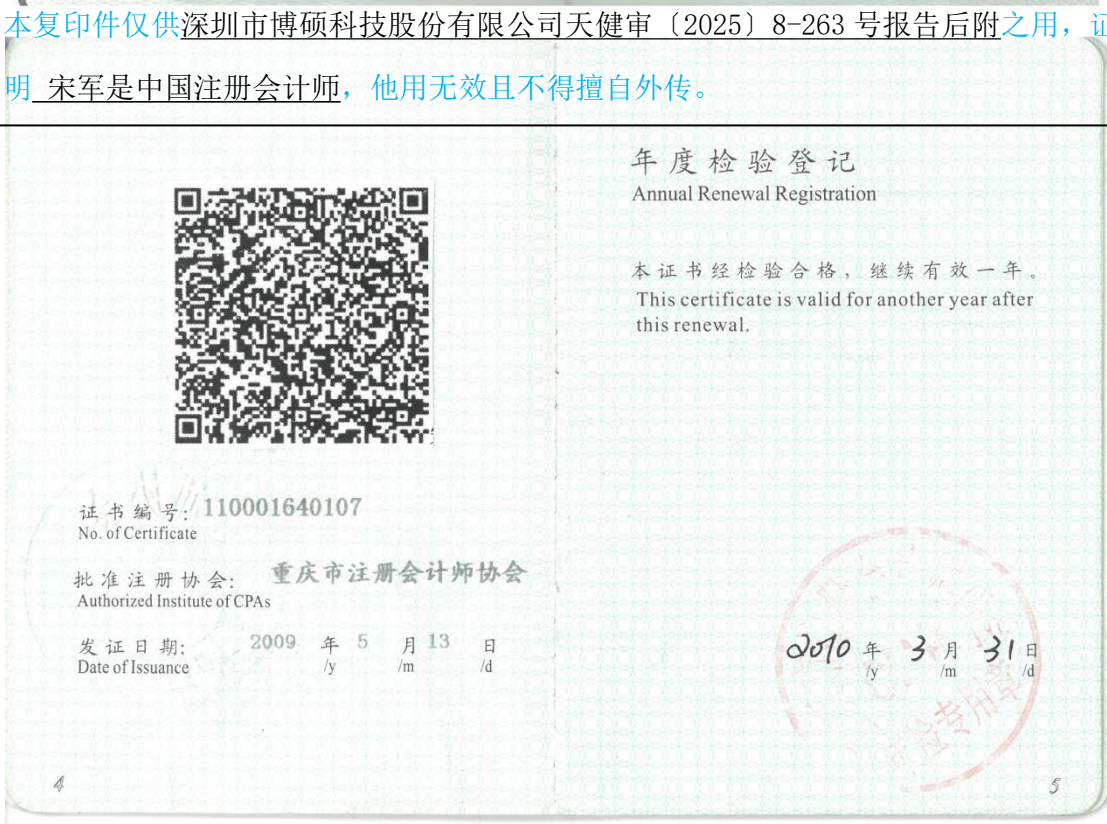 本复印件仅供深圳市博硕科技股份有限公司天健审〔2025〕8-263号报告后附之用，证
明 宋军是中国注册会计师，他用无效且不得擅自外传。
证书编号: 110001640107
No. of Certificate
批准注册协会: 重庆市注册会计师协会
Authorized Institute of CPAs
发证日期: 2009 年 5 月 13 日
Date of Issuance /y /m /d
4
年度检验登记
Annual Renewal Registration
本证书经检验合格，继续有效一年。
This certificate is valid for another year after
this renewal.
2010 年 3 月 31 日
/y /m /d
专用章
5